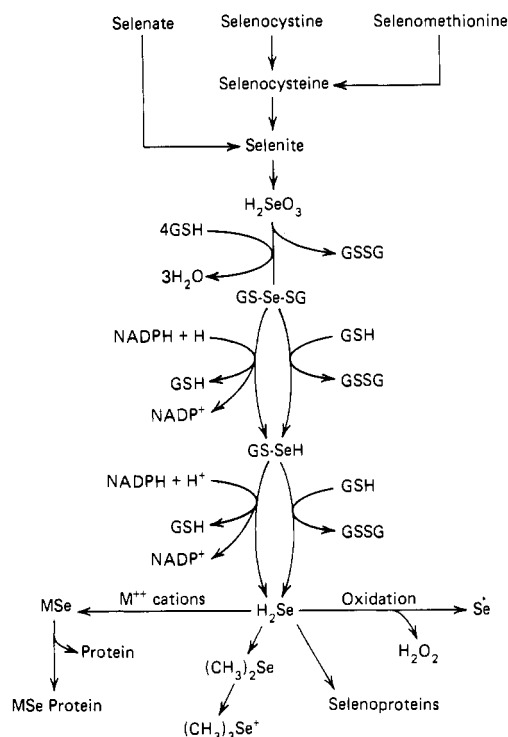 Selenate Selenocystine Selenomethionine
Selenocysteine
Selenite
H₂SeO₃
4GSH
GSSG
3H₂O
GS-Se-SG
NADPH + H
GSH
GSH
GSSG
NADP⁺
GS-SeH
NADPH + H⁺
GSH
GSH
GSSG
NADP⁺
MSe M⁺⁺ cations H₂Se Oxidation Se°
Protein
H₂O₂
(CH₃)₂Se
MSe Protein
Selenoproteins
(CH₃)₃Se⁺